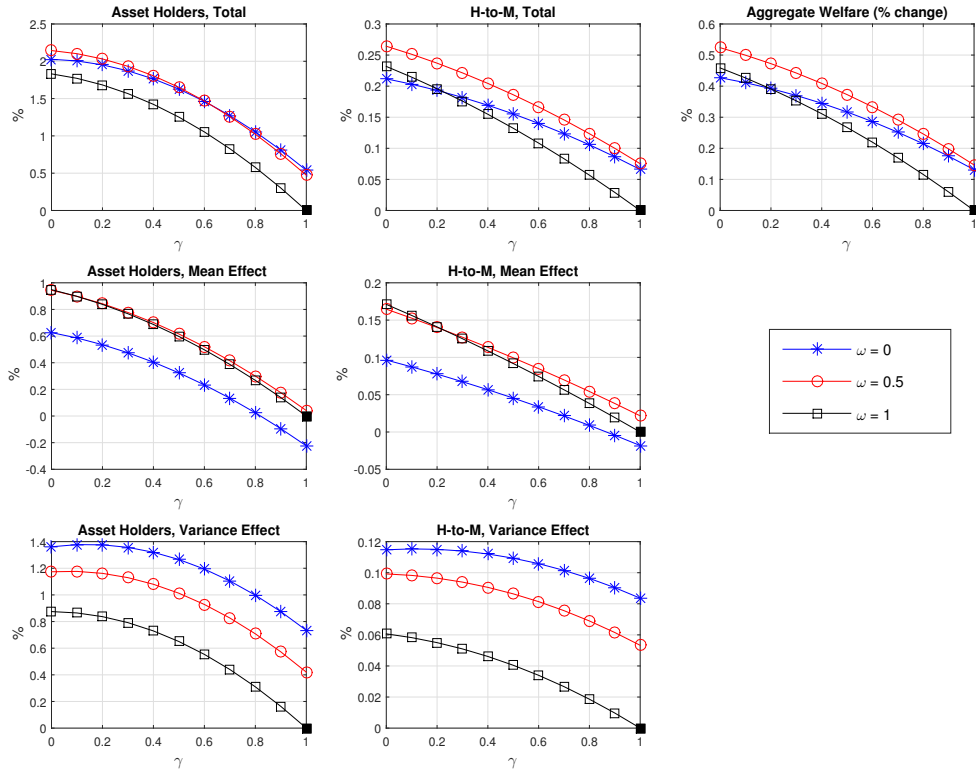 Asset Holders, Total
2.5
2
1.5
1
0.5
0
%
0 0.2 0.4 0.6 0.8 1
γ
H-to-M, Total
0.3
0.25
0.2
0.15
0.1
0.05
0
%
0 0.2 0.4 0.6 0.8 1
γ
Aggregate Welfare (% change)
0.6
0.5
0.4
0.3
0.2
0.1
0
%
0 0.2 0.4 0.6 0.8 1
γ
Asset Holders, Mean Effect
1
0.8
0.6
0.4
0.2
0
-0.2
-0.4
%
0 0.2 0.4 0.6 0.8 1
γ
H-to-M, Mean Effect
0.2
0.15
0.1
0.05
0
-0.05
%
0 0.2 0.4 0.6 0.8 1
γ
ω = 0
ω = 0.5
ω = 1
Asset Holders, Variance Effect
1.4
1.2
1
0.8
0.6
0.4
0.2
0
%
0 0.2 0.4 0.6 0.8 1
γ
H-to-M, Variance Effect
0.12
0.1
0.08
0.06
0.04
0.02
0
%
0 0.2 0.4 0.6 0.8 1
γ